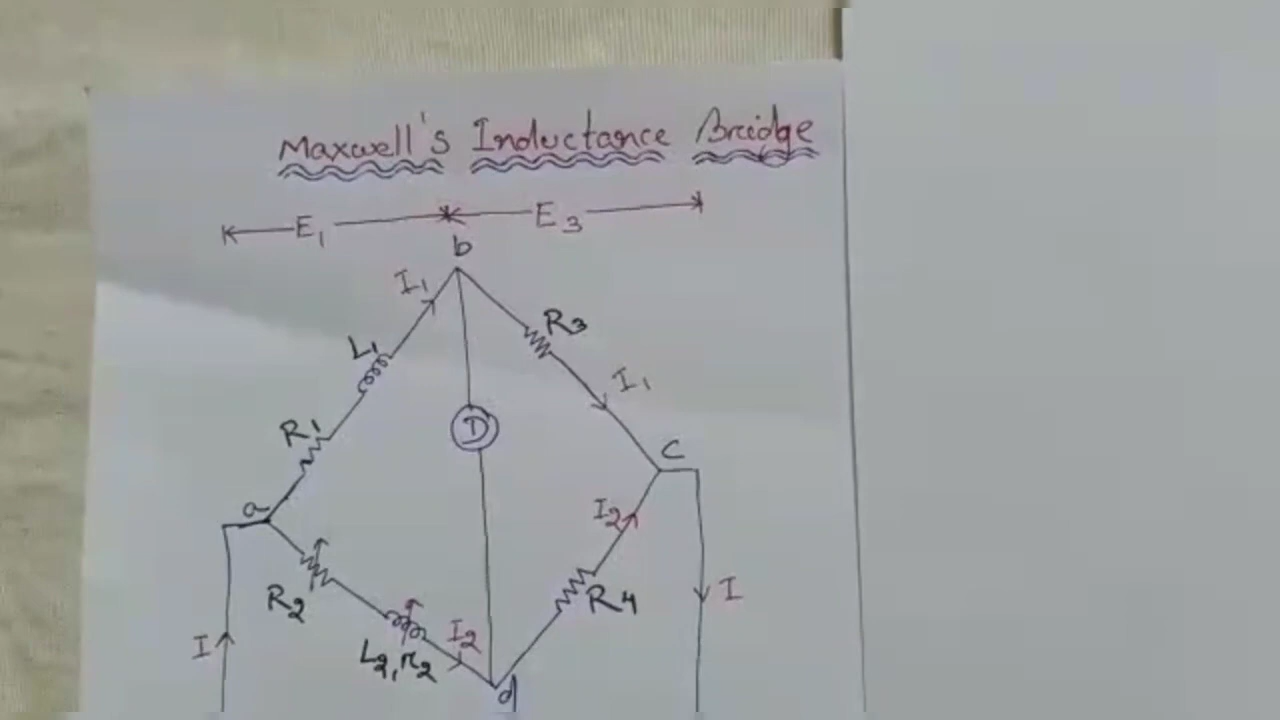 Maxwell's Inductance Bridge
E1 E3
b
I1
R3
L1
I1
R1
D
C
a
I2
R2
R4
I
I2
I
L2, r2
d